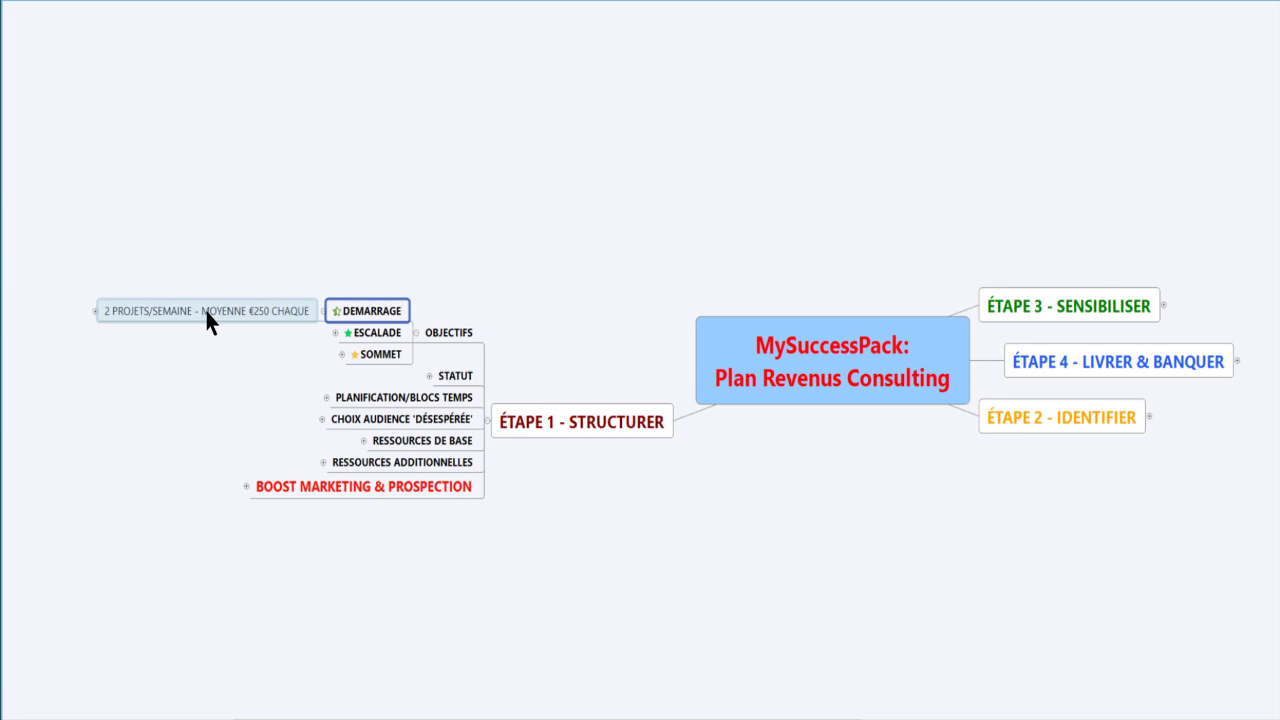 2 PROJETS/SEMAINE - MOYENNE €250 CHAQUE
DEMARRAGE
ESCALADE
SOMMET
OBJECTIFS
STATUT
PLANIFICATION/BLOCS TEMPS
CHOIX AUDIENCE 'DÉSESPÉRÉE'
RESSOURCES DE BASE
RESSOURCES ADDITIONNELLES
BOOST MARKETING & PROSPECTION
ÉTAPE 1 - STRUCTURER
MySuccessPack:
Plan Revenus Consulting
ÉTAPE 3 - SENSIBILISER
ÉTAPE 4 - LIVRER & BANQUER
ÉTAPE 2 - IDENTIFIER